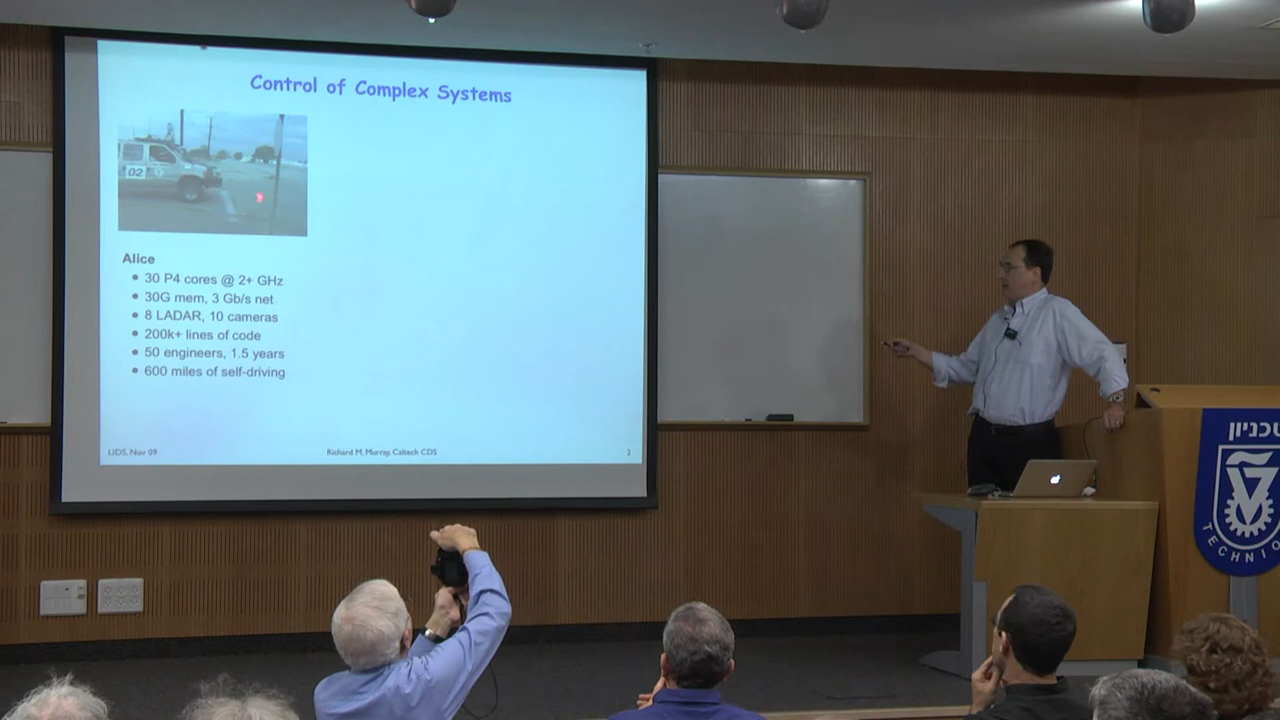 Control of Complex Systems
02
Alice
• 30 P4 cores @ 2+ GHz
• 30G mem, 3 Gb/s net
• 8 LADAR, 10 cameras
• 200k+ lines of code
• 50 engineers, 1.5 years
• 600 miles of self-driving
LIDS, Nov 09
Richard M. Murray, Caltech CDS
טכניון
TECHNIO